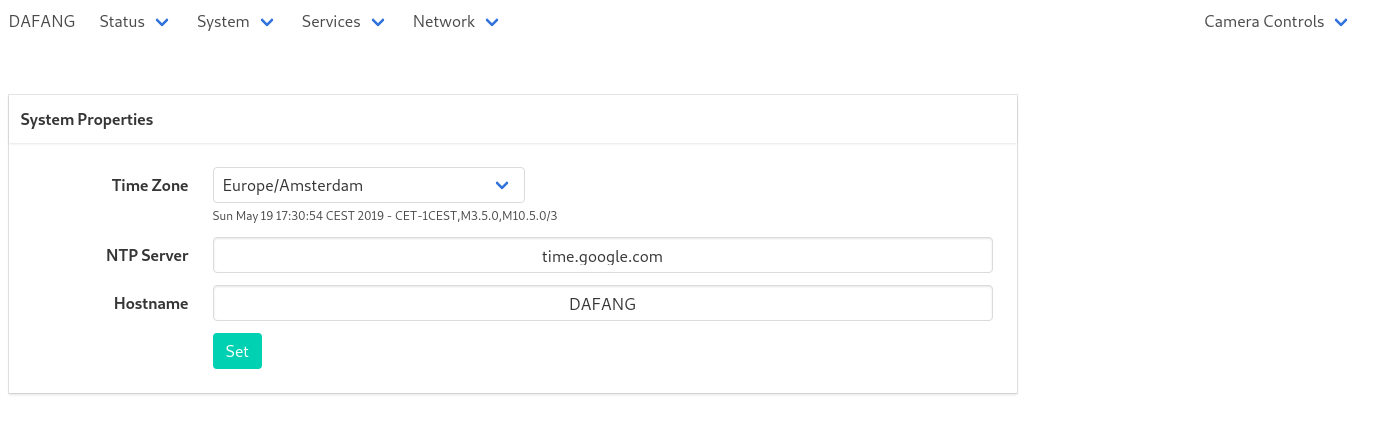 DAFANG Status System Services Network Camera Controls
System Properties
Time Zone Europe/Amsterdam
Sun May 19 17:30:54 CEST 2019 - CET-1CEST,M3.5.0,M10.5.0/3
NTP Server time.google.com
Hostname DAFANG
Set